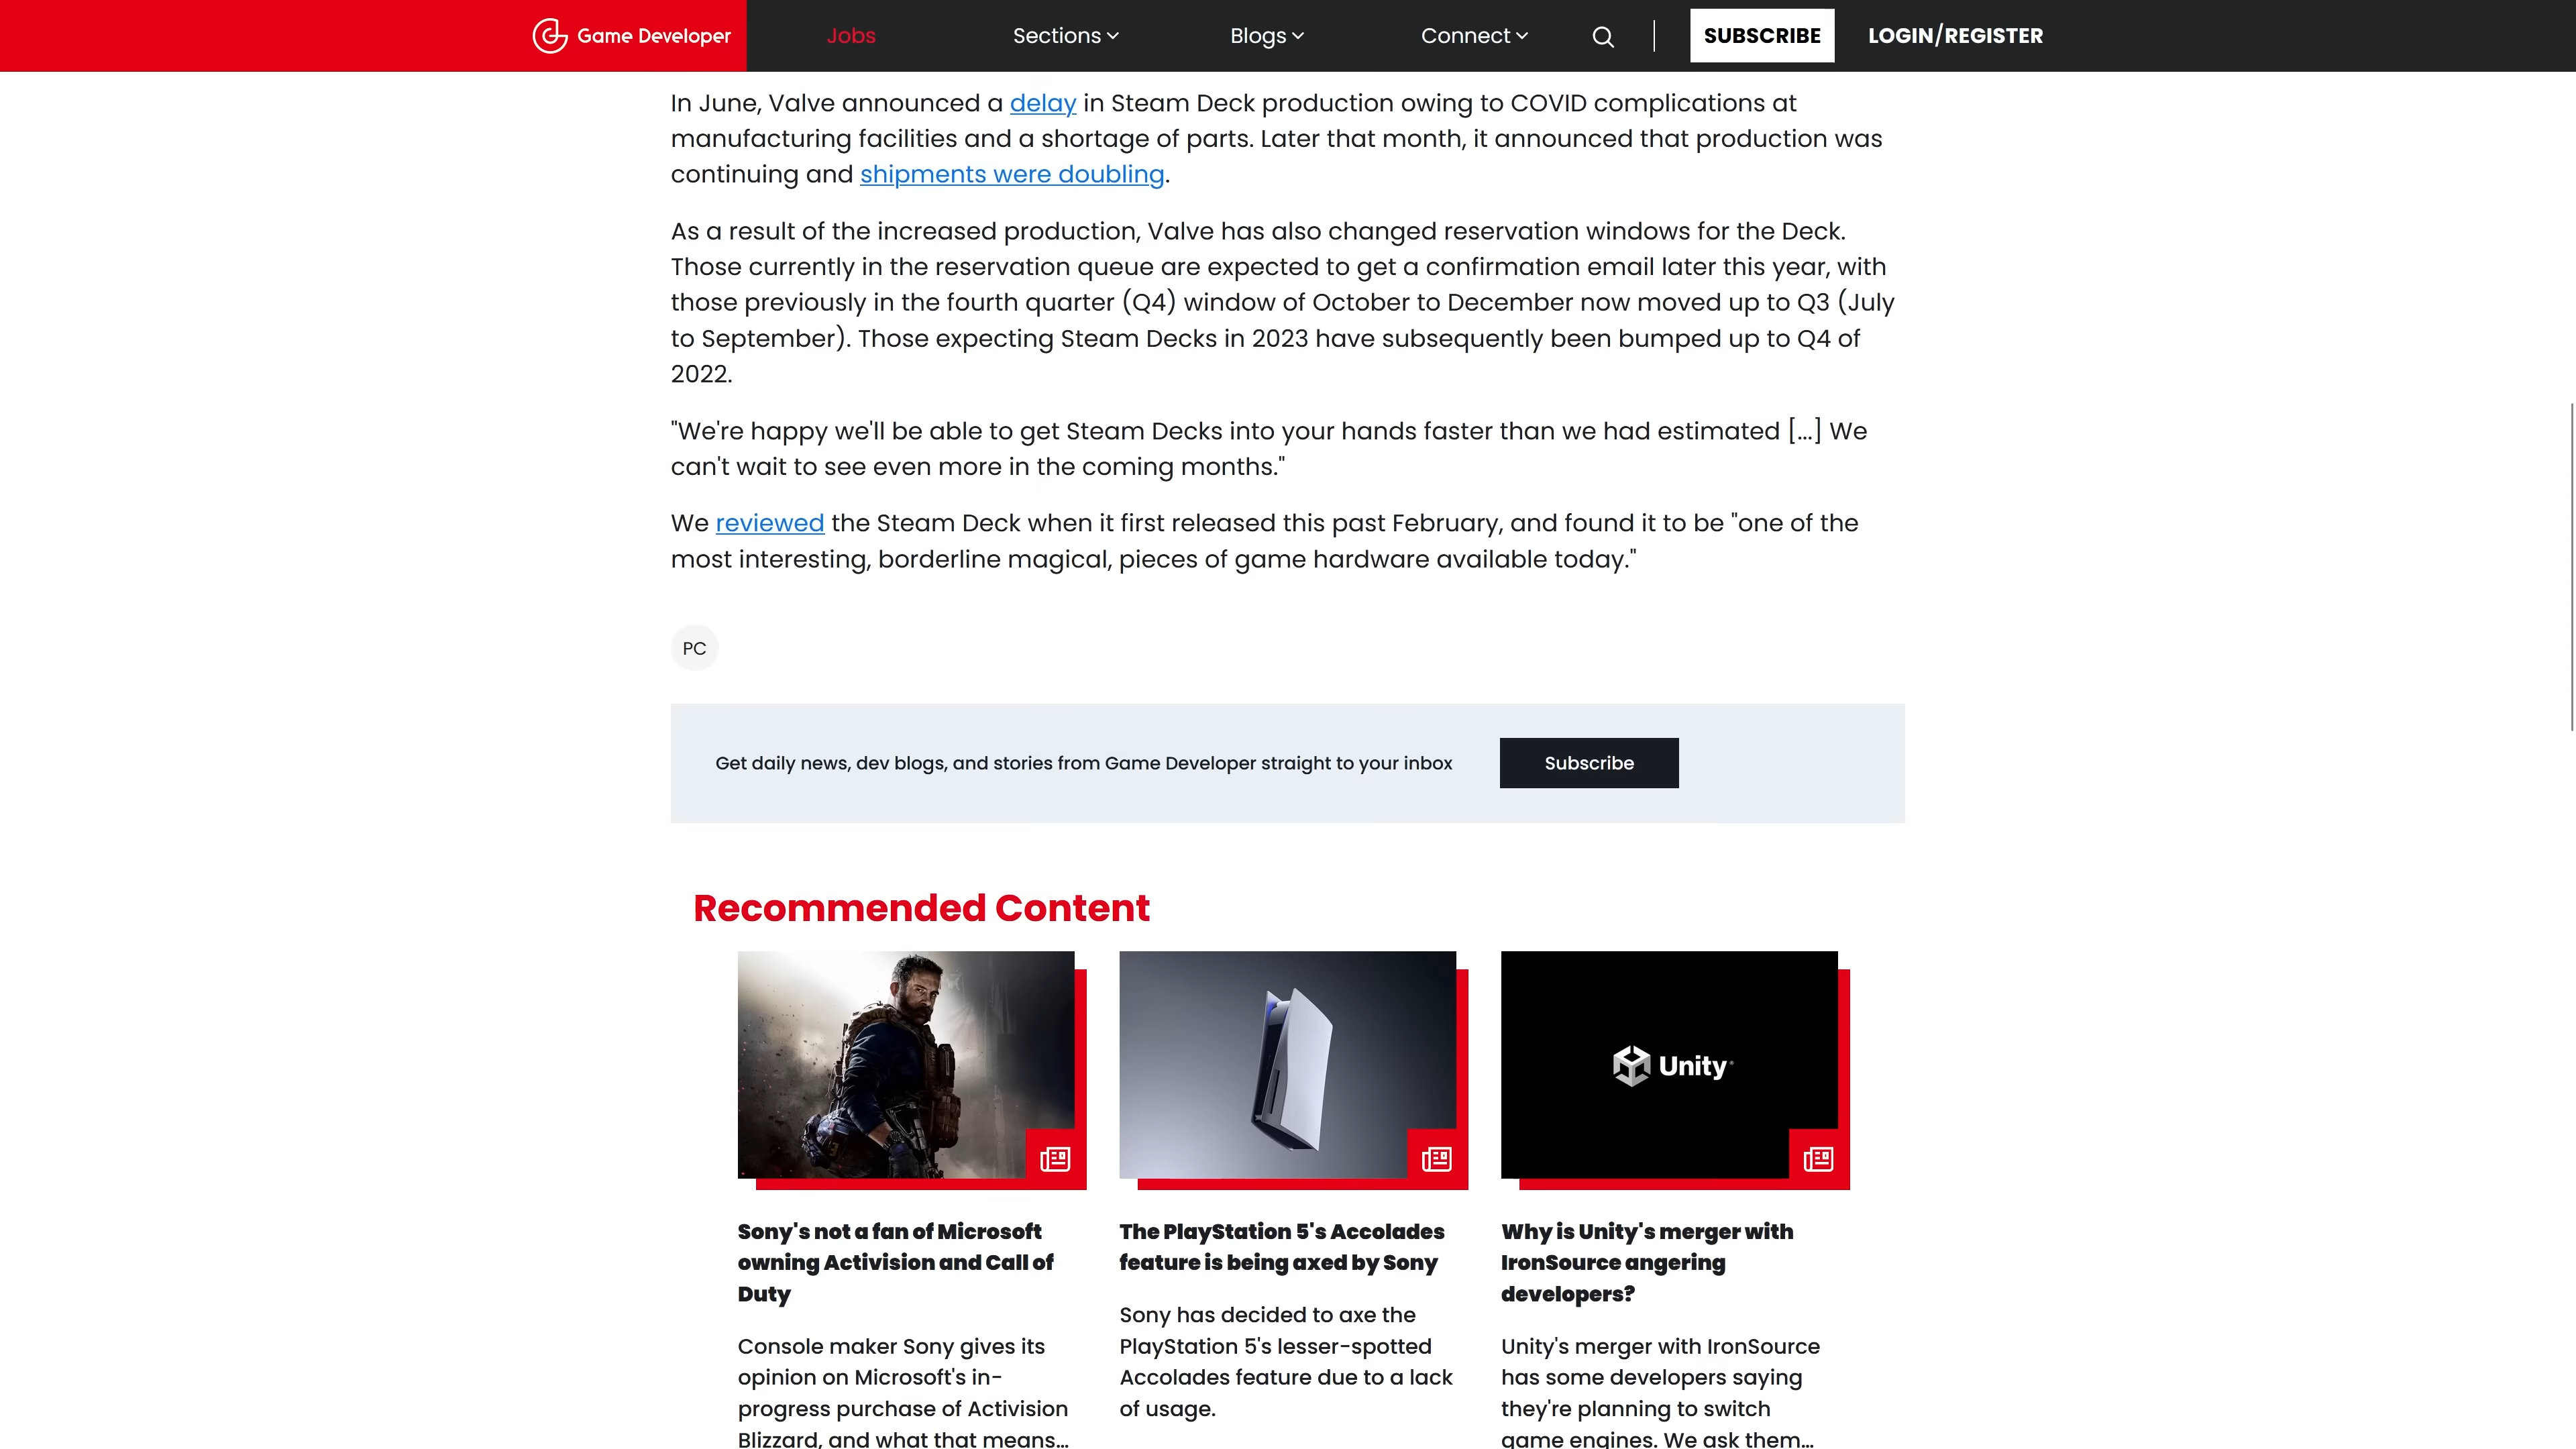 Game Developer
Jobs
Sections
Blogs
Connect
SUBSCRIBE
LOGIN/REGISTER
In June, Valve announced a delay in Steam Deck production owing to COVID complications at
manufacturing facilities and a shortage of parts. Later that month, it announced that production was
continuing and shipments were doubling.
As a result of the increased production, Valve has also changed reservation windows for the Deck.
Those currently in the reservation queue are expected to get a confirmation email later this year, with
those previously in the fourth quarter (Q4) window of October to December now moved up to Q3 (July
to September). Those expecting Steam Decks in 2023 have subsequently been bumped up to Q4 of
2022.
"We're happy we'll be able to get Steam Decks into your hands faster than we had estimated [...] We
can't wait to see even more in the coming months."
We reviewed the Steam Deck when it first released this past February, and found it to be "one of the
most interesting, borderline magical, pieces of game hardware available today."
PC
Get daily news, dev blogs, and stories from Game Developer straight to your inbox
Subscribe
Recommended Content
Unity
Sony's not a fan of Microsoft
owning Activision and Call of
Duty
Console maker Sony gives its
opinion on Microsoft's in-
progress purchase of Activision
Blizzard, and what that means...
The PlayStation 5's Accolades
feature is being axed by Sony
Sony has decided to axe the
PlayStation 5's lesser-spotted
Accolades feature due to a lack
of usage.
Why is Unity's merger with
IronSource angering
developers?
Unity's merger with IronSource
has some developers saying
they're planning to switch
game engines. We ask them...